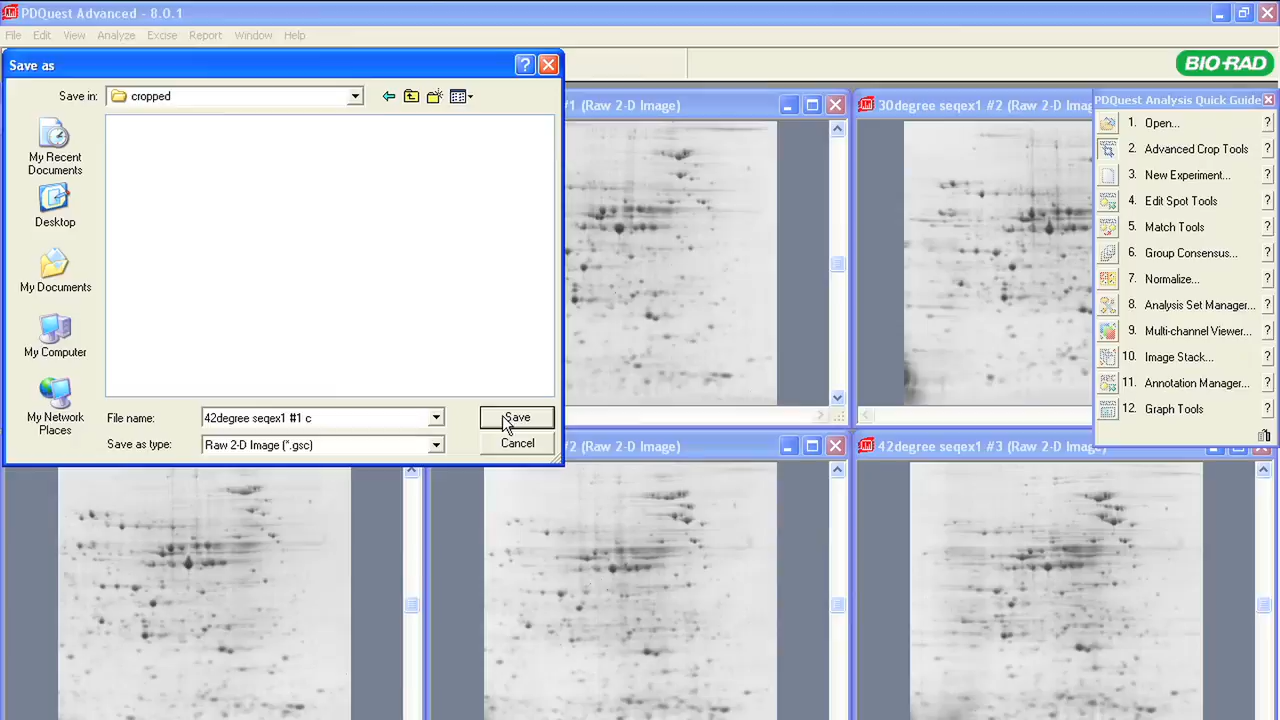 PDQuest Advanced - 8.0.1
File Edit View Analyze Excise Report Window Help
BIO-RAD
Save as
Save in: cropped
My Recent
Documents
Desktop
My Documents
My Computer
My Network
Places
File name: 42degree seqex1 #1 c
Save as type: Raw 2-D Image (*.gsc)
Save
Cancel
#1 (Raw 2-D Image)
30degree seqex1 #2 (Raw 2-D Imag
PDQuest Analysis Quick Guide
1. Open... ?
2. Advanced Crop Tools ?
3. New Experiment... ?
4. Edit Spot Tools ?
5. Match Tools ?
6. Group Consensus... ?
7. Normalize... ?
8. Analysis Set Manager... ?
9. Multi-channel Viewer... ?
10. Image Stack... ?
11. Annotation Manager... ?
12. Graph Tools ?
#2 (Raw 2-D Image)
42degree seqex1 #3 (Raw 2-D Image)